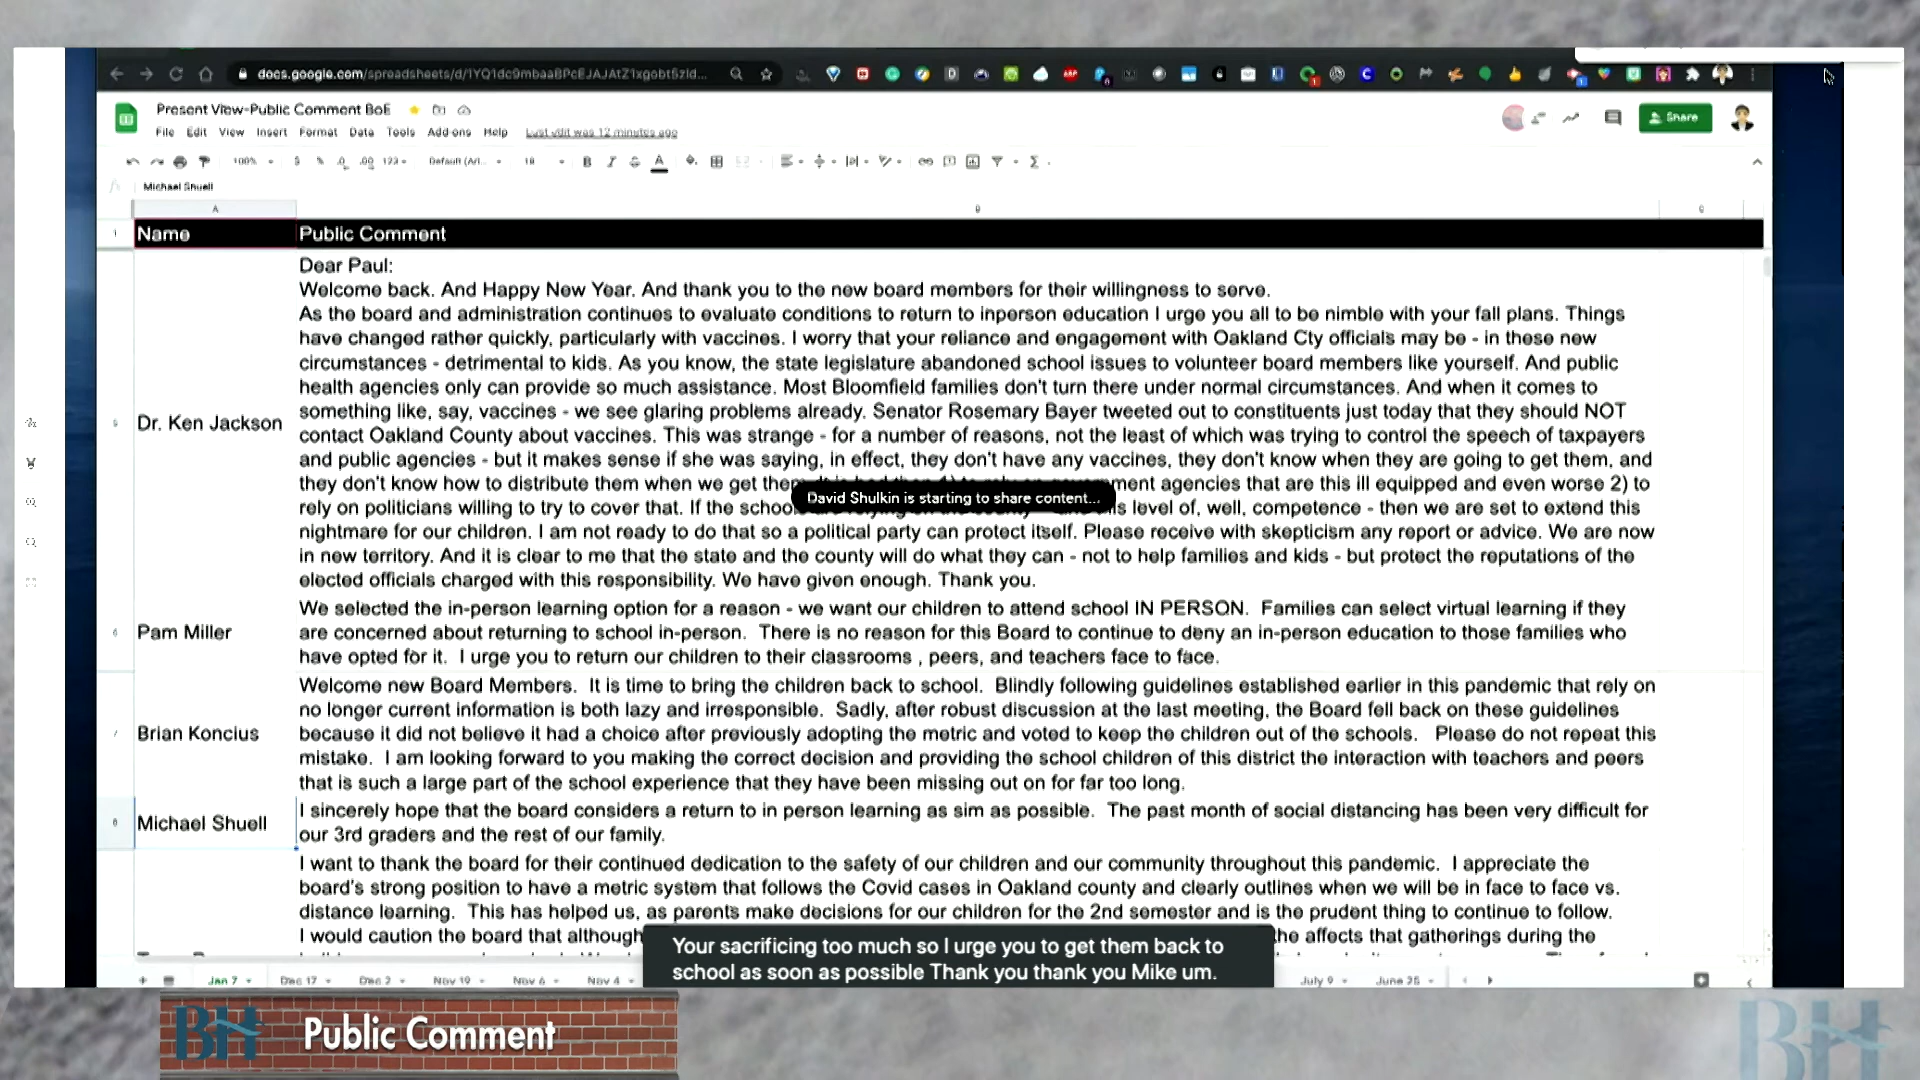 docs.google.com/spreadsheets/d/1YQ1dc9mbaaBPcEJAJAtZ1xgobt5zld...
Present View-Public Comment BoE
File Edit View Insert Format Data Tools Add-ons Help Last edit was 12 minutes ago
Share
100% $ % .0 .00 123 Default (Ari... 18 B I S A
Michael Shuell
A
1 Name Public Comment
Dear Paul:
Welcome back. And Happy New Year. And thank you to the new board members for their willingness to serve.
As the board and administration continues to evaluate conditions to return to inperson education I urge you all to be nimble with your fall plans. Things
have changed rather quickly, particularly with vaccines. I worry that your reliance and engagement with Oakland Cty officials may be - in these new
circumstances - detrimental to kids. As you know, the state legislature abandoned school issues to volunteer board members like yourself. And public
health agencies only can provide so much assistance. Most Bloomfield families don't turn there under normal circumstances. And when it comes to
something like, say, vaccines - we see glaring problems already. Senator Rosemary Bayer tweeted out to constituents just today that they should NOT
Dr. Ken Jackson
contact Oakland County about vaccines. This was strange - for a number of reasons, not the least of which was trying to control the speech of taxpayers
and public agencies - but it makes sense if she was saying, in effect, they don't have any vaccines, they don't know when they are going to get them, and
they don't know how to distribute them when we get them agencies that are this ill equipped and even worse 2) to
David Shulkin is starting to share content...
rely on politicians willing to try to cover that. If the schools level of, well, competence - then we are set to extend this
nightmare for our children. I am not ready to do that so a political party can protect itself. Please receive with skepticism any report or advice. We are now
in new territory. And it is clear to me that the state and the county will do what they can - not to help families and kids - but protect the reputations of the
elected officials charged with this responsibility. We have given enough. Thank you.
We selected the in-person learning option for a reason - we want our children to attend school IN PERSON. Families can select virtual learning if they
Pam Miller are concerned about returning to school in-person. There is no reason for this Board to continue to deny an in-person education to those families who
have opted for it. I urge you to return our children to their classrooms , peers, and teachers face to face.
Welcome new Board Members. It is time to bring the children back to school. Blindly following guidelines established earlier in this pandemic that rely on
no longer current information is both lazy and irresponsible. Sadly, after robust discussion at the last meeting, the Board fell back on these guidelines
Brian Koncius because it did not believe it had a choice after previously adopting the metric and voted to keep the children out of the schools. Please do not repeat this
mistake. I am looking forward to you making the correct decision and providing the school children of this district the interaction with teachers and peers
that is such a large part of the school experience that they have been missing out on for far too long.
I sincerely hope that the board considers a return to in person learning as sim as possible. The past month of social distancing has been very difficult for
Michael Shuell
our 3rd graders and the rest of our family.
I want to thank the board for their continued dedication to the safety of our children and our community throughout this pandemic. I appreciate the
board's strong position to have a metric system that follows the Covid cases in Oakland county and clearly outlines when we will be in face to face vs.
distance learning. This has helped us, as parents make decisions for our children for the 2nd semester and is the prudent thing to continue to follow.
I would caution the board that although the affects that gatherings during the
Your sacrificing too much so I urge you to get them back to
school as soon as possible Thank you thank you Mike um.
Jan 7 Dec 17 Dec 2 Nov 19 Nov 6 Nov 4 July 9 June 25
BH Public Comment
BH